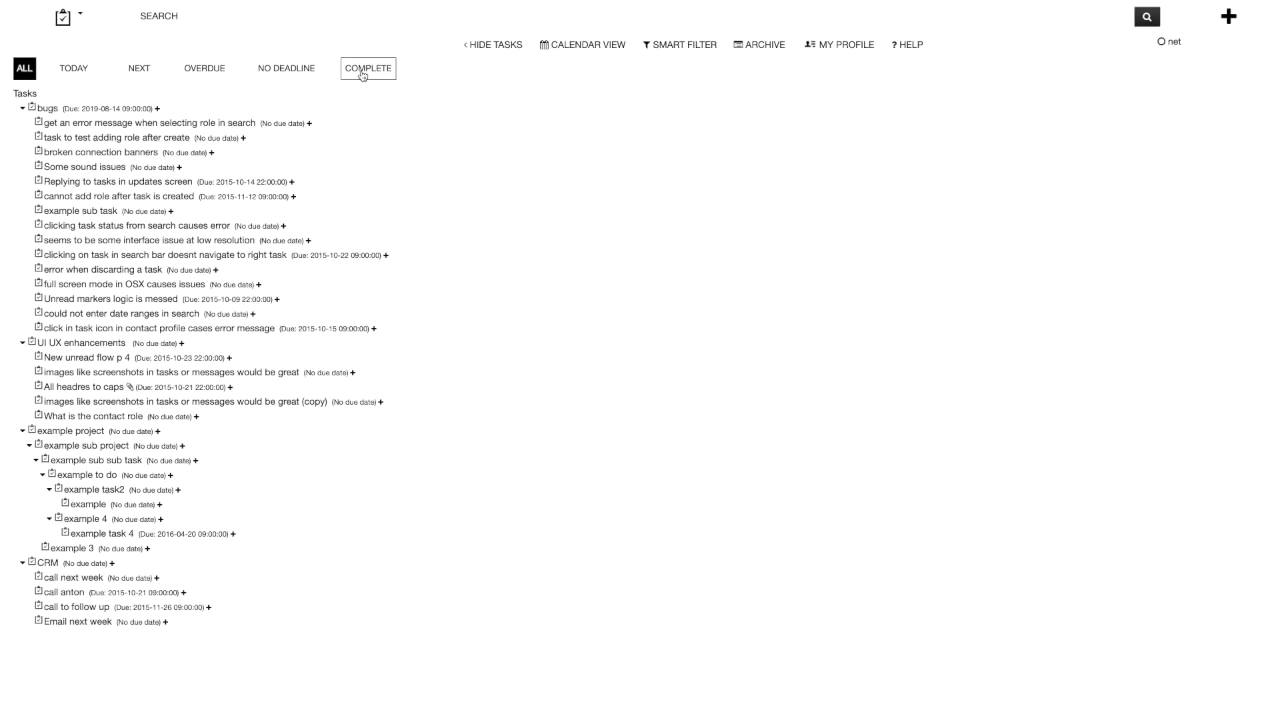 SEARCH
net
< HIDE TASKS CALENDAR VIEW SMART FILTER ARCHIVE MY PROFILE ? HELP
ALL TODAY NEXT OVERDUE NO DEADLINE COMPLETE
Tasks
bugs (Due: 2019-08-14 09:00:00) +
get an error message when selecting role in search (No due date) +
task to test adding role after create (No due date) +
broken connection banners (No due date) +
Some sound issues (No due date) +
Replying to tasks in updates screen (Due: 2015-10-14 22:00:00) +
cannot add role after task is created (Due: 2015-11-12 09:00:00) +
example sub task (No due date) +
clicking task status from search causes error (No due date) +
seems to be some interface issue at low resolution (No due date) +
clicking on task in search bar doesnt navigate to right task (Due: 2015-10-22 09:00:00) +
error when discarding a task (No due date) +
full screen mode in OSX causes issues (No due date) +
Unread markers logic is messed (Due: 2015-10-09 22:00:00) +
could not enter date ranges in search (No due date) +
click in task icon in contact profile cases error message (Due: 2015-10-15 09:00:00) +
UI UX enhancements (No due date) +
New unread flow p 4 (Due: 2015-10-23 22:00:00) +
images like screenshots in tasks or messages would be great (No due date) +
All headres to caps (Due: 2015-10-21 22:00:00) +
images like screenshots in tasks or messages would be great (copy) (No due date) +
What is the contact role (No due date) +
example project (No due date) +
example sub project (No due date) +
example sub sub task (No due date) +
example to do (No due date) +
example task2 (No due date) +
example (No due date) +
example 4 (No due date) +
example task 4 (Due: 2016-04-20 09:00:00) +
example 3 (No due date) +
CRM (No due date) +
call next week (No due date) +
call anton (Due: 2015-10-21 09:00:00) +
call to follow up (Due: 2015-11-26 09:00:00) +
Email next week (No due date) +